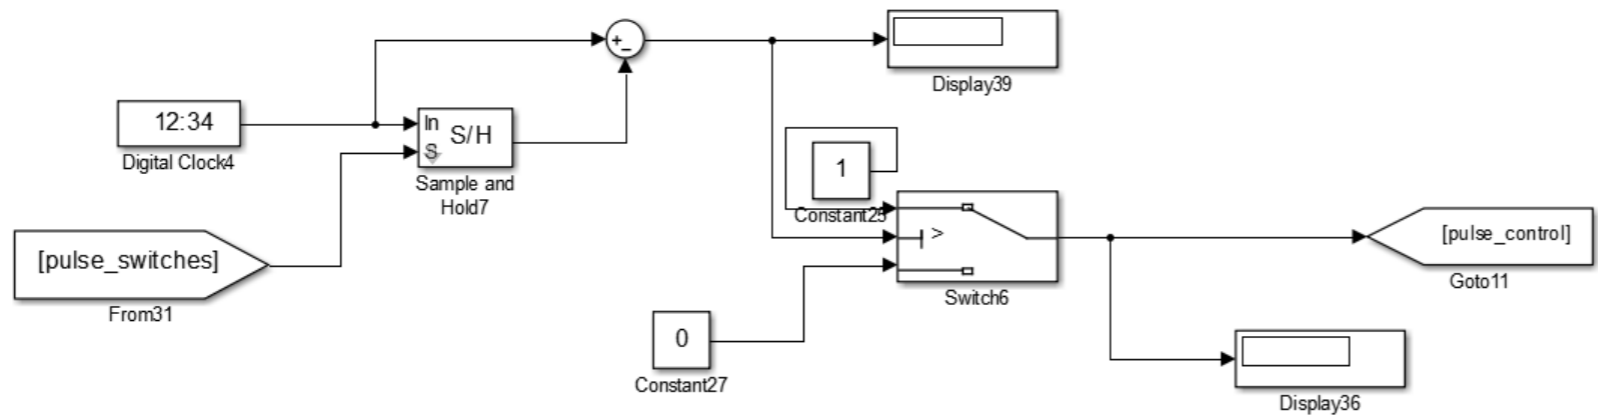 +
−
Display39
12:34
Digital Clock4
In
S/H
S
Sample and
Hold7
1
Constant25
>
[pulse_switches]
From31
[pulse_control]
Goto11
Switch6
0
Constant27
Display36